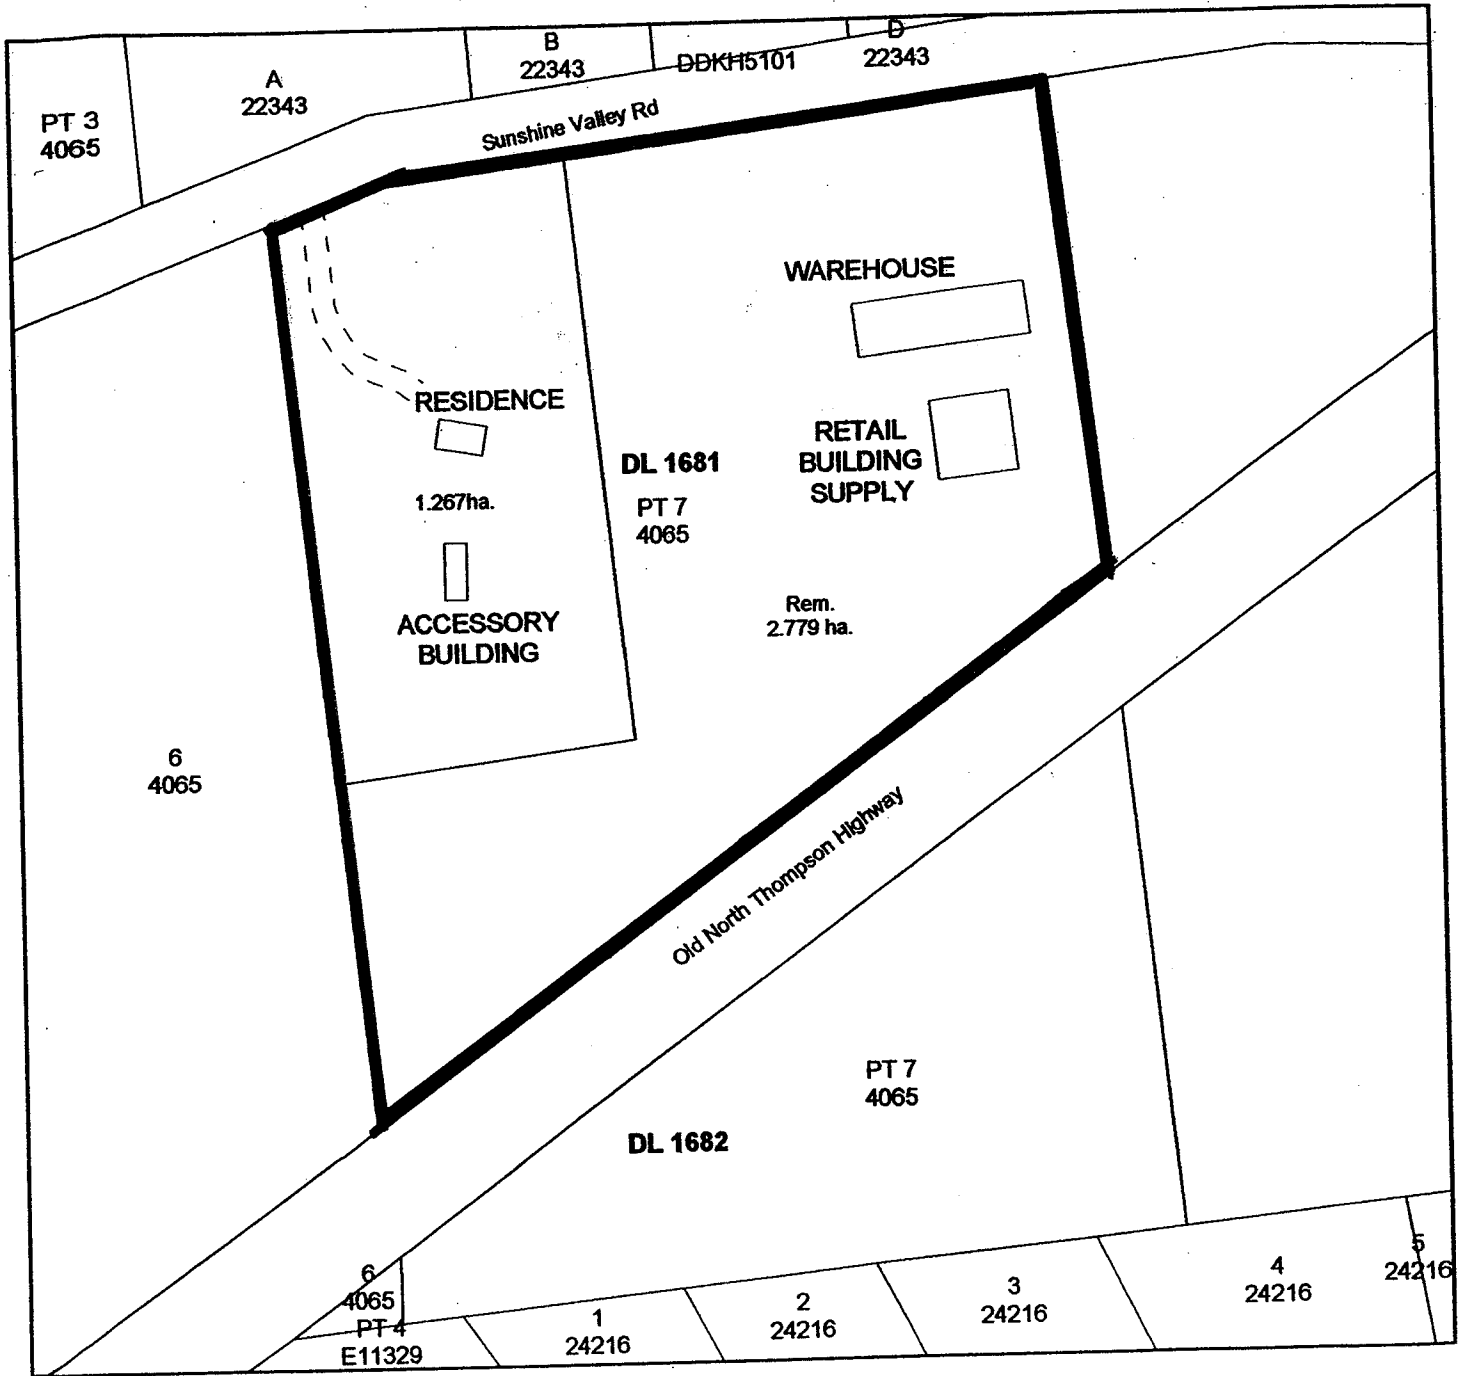 A
22343
B
22343
DDKH5101
D
22343
PT 3
4065
Sunshine Valley Rd
WAREHOUSE
RESIDENCE
1.267ha.
ACCESSORY
BUILDING
DL 1681
PT 7
4065
RETAIL
BUILDING
SUPPLY
Rem.
2.779 ha.
6
4065
Old North Thompson Highway
PT 7
4065
DL 1682
6
4065
PT 4
E11329
1
24216
2
24216
3
24216
4
24216
5
24216